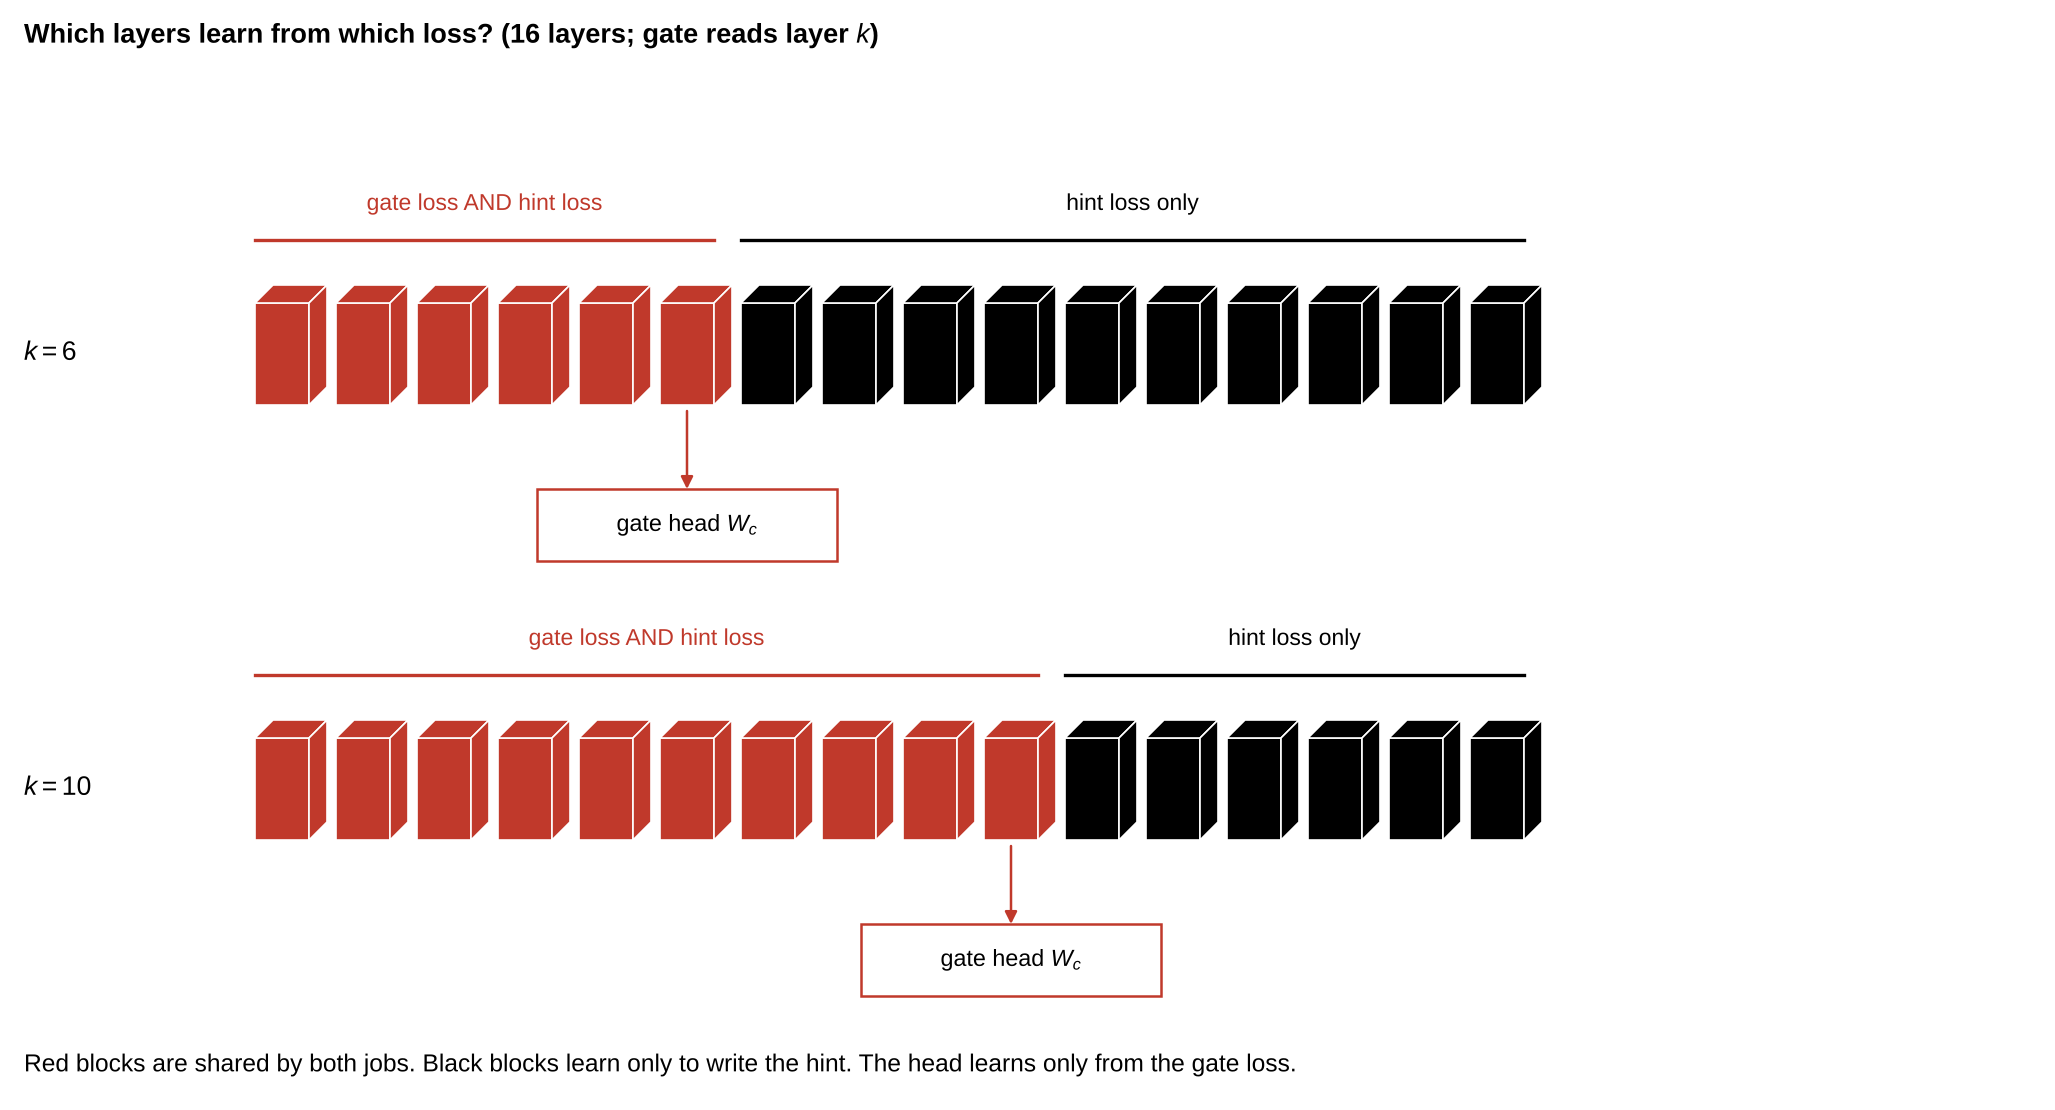 Which layers learn from which loss? (16 layers; gate reads layer k)
gate loss AND hint loss
hint loss only
k = 6
gate head Wc
gate loss AND hint loss
hint loss only
k = 10
gate head Wc
Red blocks are shared by both jobs. Black blocks learn only to write the hint. The head learns only from the gate loss.